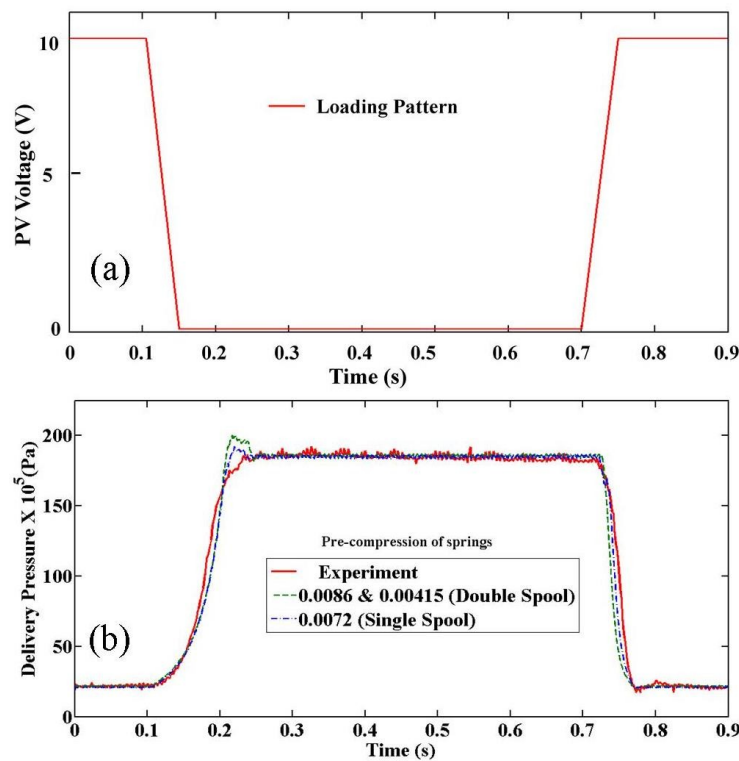 10
Loading Pattern
PV Voltage (V)
5
(a)
0
0 0.1 0.2 0.3 0.4 0.5 0.6 0.7 0.8 0.9
Time (s)
200
150
Delivery Pressure X 10⁵(Pa)
100
Pre-compression of springs
Experiment
0.0086 & 0.00415 (Double Spool)
0.0072 (Single Spool)
50
(b)
0
0 0.1 0.2 0.3 0.4 0.5 0.6 0.7 0.8 0.9
Time (s)